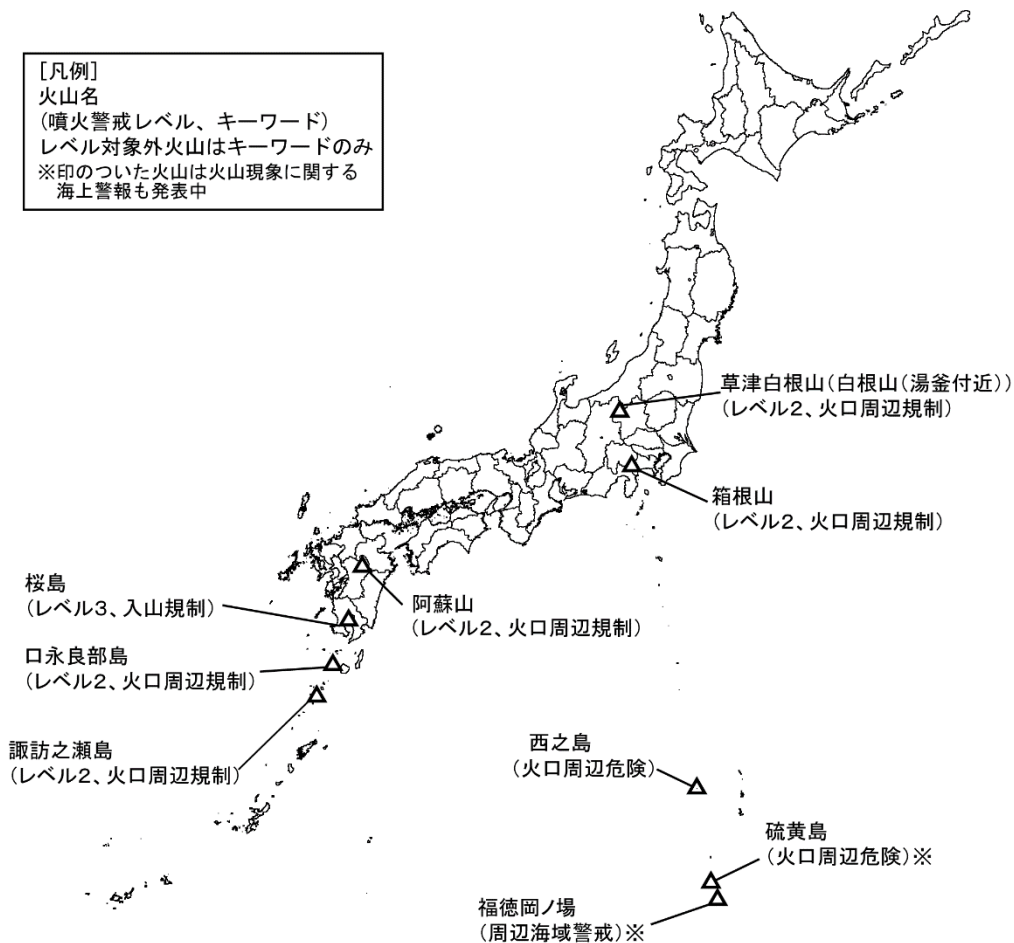 [凡例]
火山名
(噴火警戒レベル、キーワード)
レベル対象外火山はキーワードのみ
※印のついた火山は火山現象に関する
海上警報も発表中
草津白根山(白根山(湯釜付近))
(レベル2、火口周辺規制)
箱根山
(レベル2、火口周辺規制)
桜島
(レベル3、入山規制)
阿蘇山
(レベル2、火口周辺規制)
口永良部島
(レベル2、火口周辺規制)
諏訪之瀬島
(レベル2、火口周辺規制)
西之島
(火口周辺危険)
硫黄島
(火口周辺危険)※
福徳岡ノ場
(周辺海域警戒)※